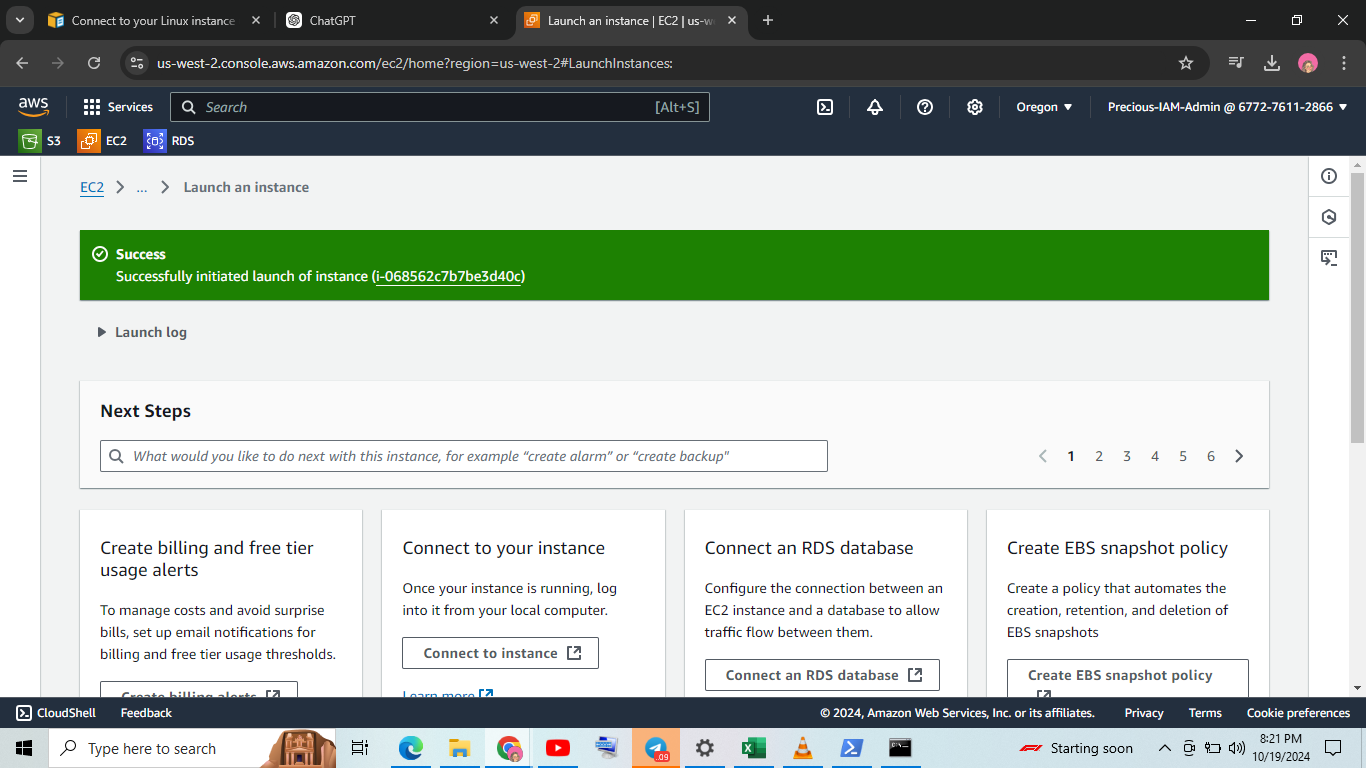 Connect to your Linux instance
ChatGPT
Launch an instance | EC2 | us-w
us-west-2.console.aws.amazon.com/ec2/home?region=us-west-2#LaunchInstances:
aws
Services
Search
[Alt+S]
Oregon
Precious-IAM-Admin @ 6772-7611-2866
S3
EC2
RDS
EC2
...
Launch an instance
Success
Successfully initiated launch of instance (i-068562c7b7be3d40c)
Launch log
Next Steps
What would you like to do next with this instance, for example “create alarm” or “create backup"
1 2 3 4 5 6
Create billing and free tier
usage alerts
To manage costs and avoid surprise
bills, set up email notifications for
billing and free tier usage thresholds.
Create billing alerts
Connect to your instance
Once your instance is running, log
into it from your local computer.
Connect to instance
Learn more
Connect an RDS database
Configure the connection between an
EC2 instance and a database to allow
traffic flow between them.
Connect an RDS database
Create EBS snapshot policy
Create a policy that automates the
creation, retention, and deletion of
EBS snapshots
Create EBS snapshot policy
CloudShell
Feedback
© 2024, Amazon Web Services, Inc. or its affiliates.
Privacy
Terms
Cookie preferences
Type here to search
.09
Starting soon
8:21 PM
10/19/2024